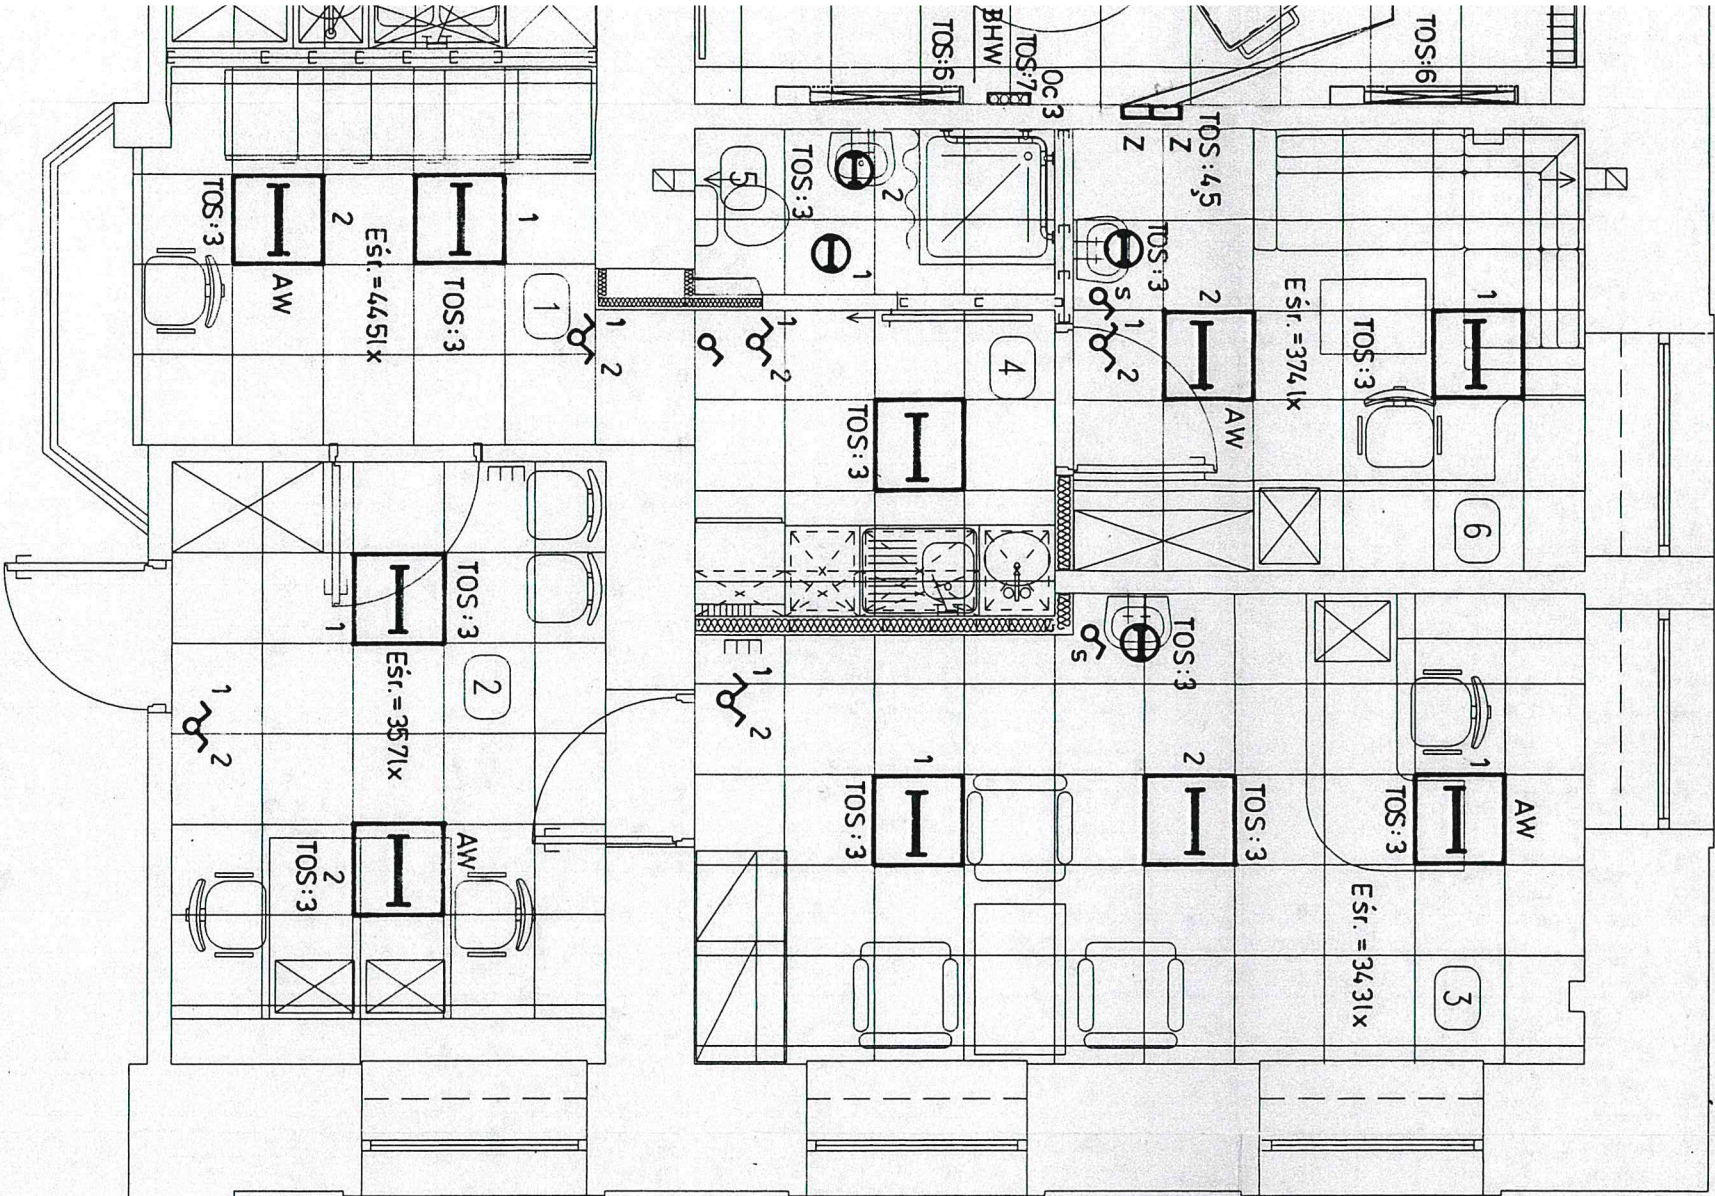 TOS:6
BHW
TOS:7
Oc 3
Z
Z
TOS:4,5
TOS:6
TOS:3
2
AW
Eśr.=445lx
1
TOS:3
1
1
2
5
TOS:3
2
1
1
2
4
TOS:3
TOS:3
s
1
2
2
AW
Eśr.=374lx
TOS:3
1
6
TOS:3
1
Eśr.=357lx
2
1
2
AW
2
TOS:3
1
2
s
TOS:3
1
TOS:3
2
TOS:3
1
AW
TOS:3
Eśr.=343lx
3